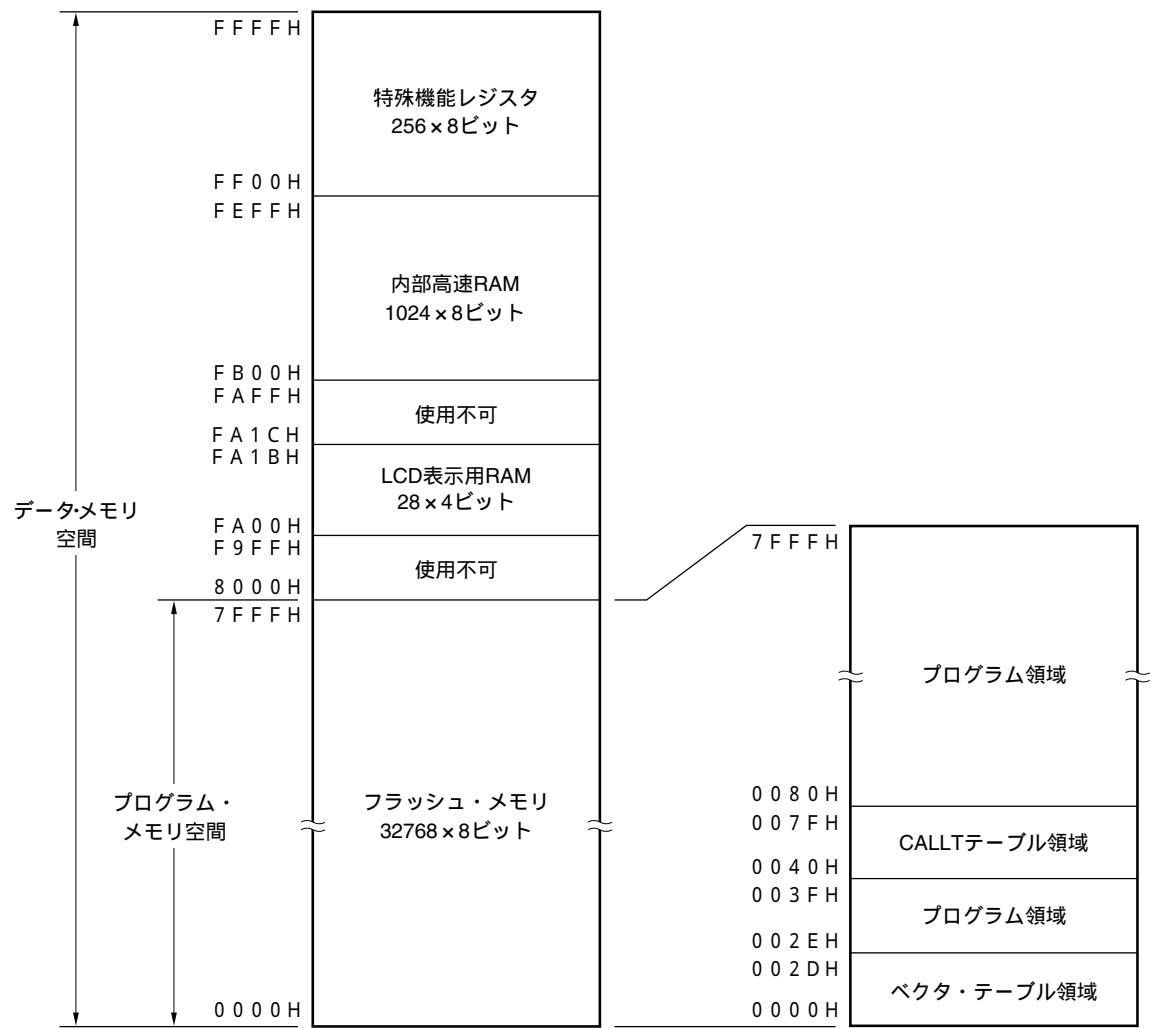 FFFFH
特殊機能レジスタ
256×8ビット
FF00H
FEFFH
内部高速RAM
1024×8ビット
FB00H
FAFFH
使用不可
FA1CH
FA1BH
LCD表示用RAM
28×4ビット
FA00H
F9FFH
使用不可
8000H
7FFFH
データ・メモリ
空間
プログラム・
メモリ空間
フラッシュ・メモリ
32768×8ビット
0000H
7FFFH
プログラム領域
0080H
007FH
CALLTテーブル領域
0040H
003FH
プログラム領域
002EH
002DH
ベクタ・テーブル領域
0000H